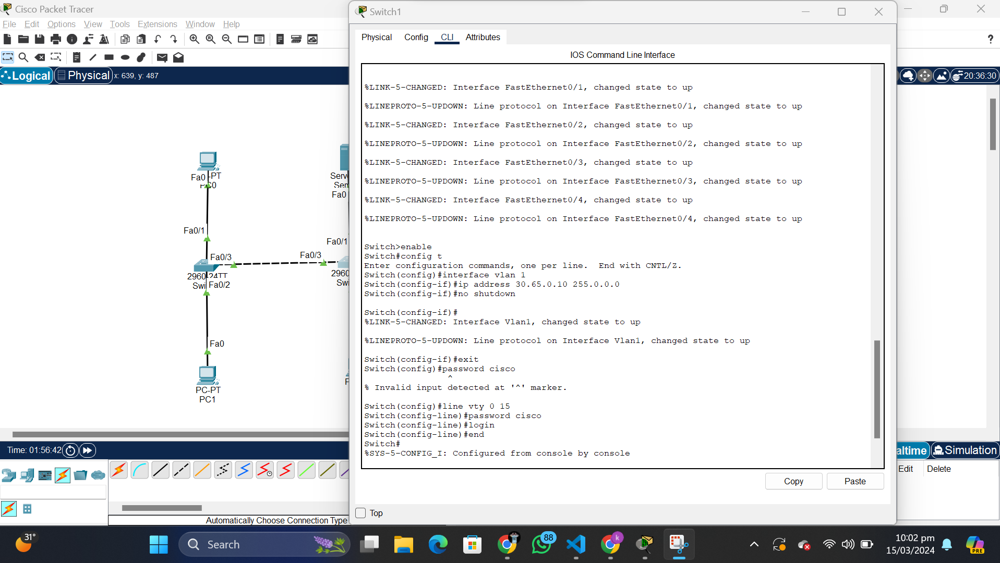 Cisco Packet Tracer
File Edit Options View Tools Extensions Window Help
Logical Physical x: 639, y: 487
20:36:30
Fa0 -PT
Fa0/1
Fa0/3
2960
Swi
Fa0/2
Fa0
PC-PT
PC1
Fa0
Fa0/1
Fa0/3
2960
Time: 01:56:42
Automatically Choose Connection Type
Simulation
Edit Delete
Switch1
Physical Config CLI Attributes
IOS Command Line Interface
%LINK-5-CHANGED: Interface FastEthernet0/1, changed state to up
%LINEPROTO-5-UPDOWN: Line protocol on Interface FastEthernet0/1, changed state to up
%LINK-5-CHANGED: Interface FastEthernet0/2, changed state to up
%LINEPROTO-5-UPDOWN: Line protocol on Interface FastEthernet0/2, changed state to up
%LINK-5-CHANGED: Interface FastEthernet0/3, changed state to up
%LINEPROTO-5-UPDOWN: Line protocol on Interface FastEthernet0/3, changed state to up
%LINK-5-CHANGED: Interface FastEthernet0/4, changed state to up
%LINEPROTO-5-UPDOWN: Line protocol on Interface FastEthernet0/4, changed state to up
Switch>enable
Switch#config t
Enter configuration commands, one per line. End with CNTL/Z.
Switch(config)#interface vlan 1
Switch(config-if)#ip address 30.65.0.10 255.0.0.0
Switch(config-if)#no shutdown
Switch(config-if)#
%LINK-5-CHANGED: Interface Vlan1, changed state to up
%LINEPROTO-5-UPDOWN: Line protocol on Interface Vlan1, changed state to up
Switch(config-if)#exit
Switch(config)#password cisco
^
% Invalid input detected at '^' marker.
Switch(config)#line vty 0 15
Switch(config-line)#password cisco
Switch(config-line)#login
Switch(config-line)#end
Switch#
%SYS-5-CONFIG_I: Configured from console by console
Copy Paste
Top
31°
Search
88
k
10:02 pm
15/03/2024
PRE